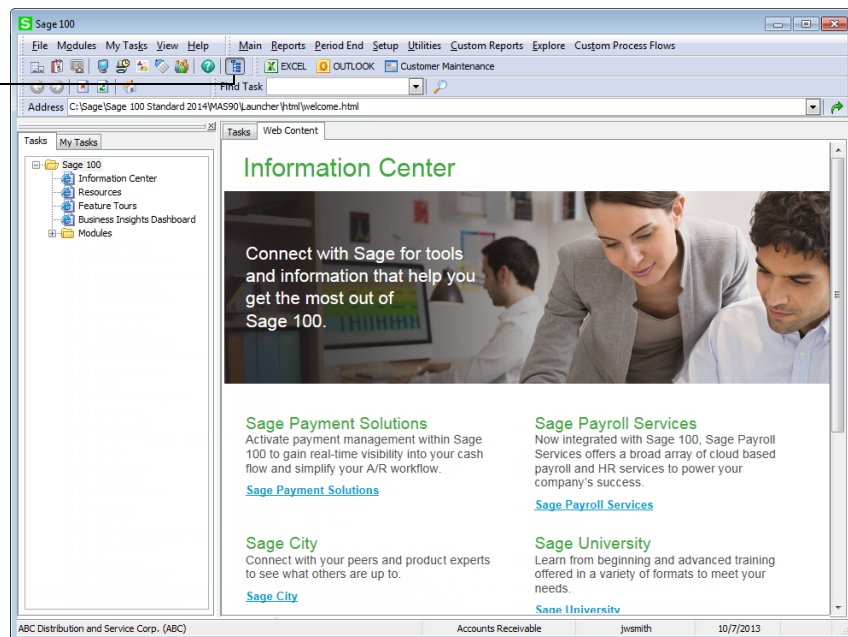 Sage 100
File Modules My Tasks View Help Main Reports Period End Setup Utilities Custom Reports Explore Custom Process Flows
EXCEL OUTLOOK Customer Maintenance
Find Task
Address C:\Sage\Sage 100 Standard 2014\MAS90\Launcher\html\welcome.html
Tasks My Tasks
Sage 100
Information Center
Resources
Feature Tours
Business Insights Dashboard
Modules
Tasks Web Content
Information Center
Connect with Sage for tools
and information that help you
get the most out of
Sage 100.
Sage Payment Solutions
Activate payment management within Sage
100 to gain real-time visibility into your cash
flow and simplify your A/R workflow.
Sage Payment Solutions
Sage Payroll Services
Now integrated with Sage 100, Sage Payroll
Services offers a broad array of cloud based
payroll and HR services to power your
company's success.
Sage Payroll Services
Sage City
Connect with your peers and product experts
to see what others are up to.
Sage City
Sage University
Learn from beginning and advanced training
offered in a variety of formats to meet your
needs.
Sage University
ABC Distribution and Service Corp. (ABC) Accounts Receivable jwsmith 10/7/2013